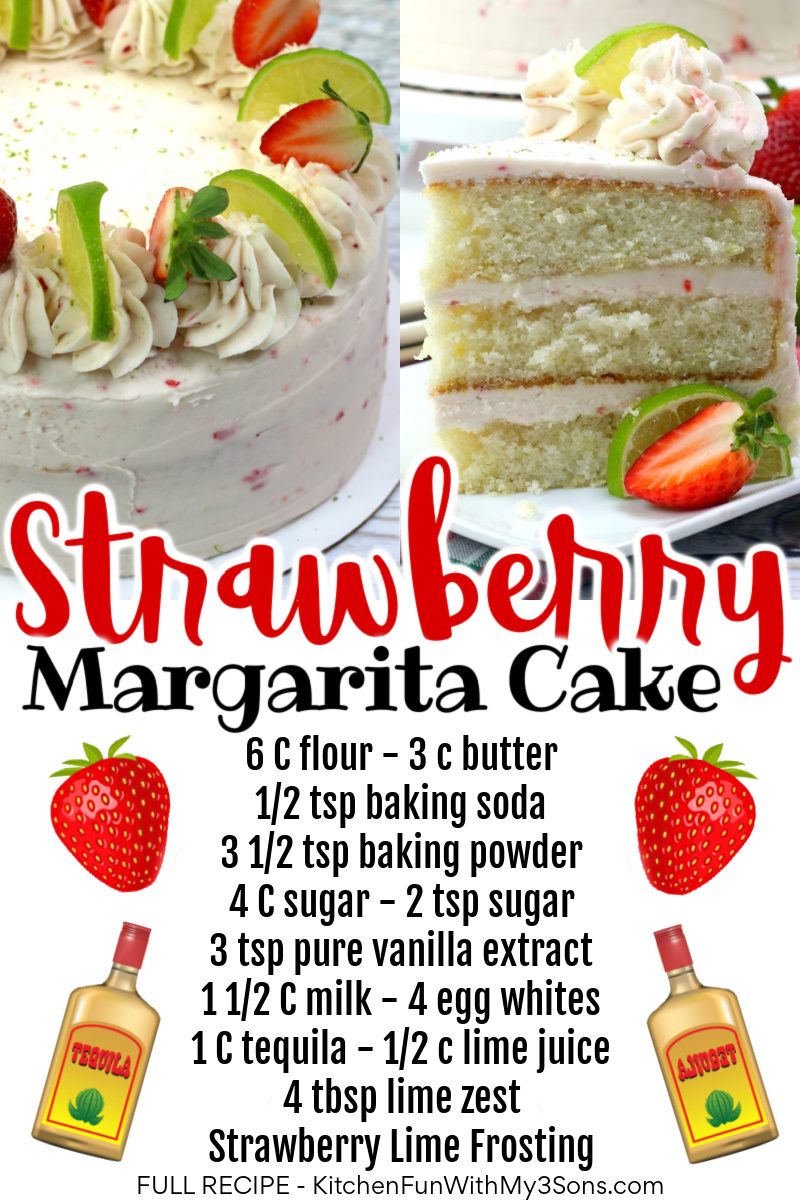 Strawberry
Margarita Cake
6 C flour - 3 c butter
1/2 tsp baking soda
3 1/2 tsp baking powder
4 C sugar - 2 tsp sugar
3 tsp pure vanilla extract
1 1/2 C milk - 4 egg whites
1 C tequila - 1/2 c lime juice
4 tbsp lime zest
Strawberry Lime Frosting
TEQUILA
TEQUILA
FULL RECIPE - KitchenFunWithMy3Sons.com